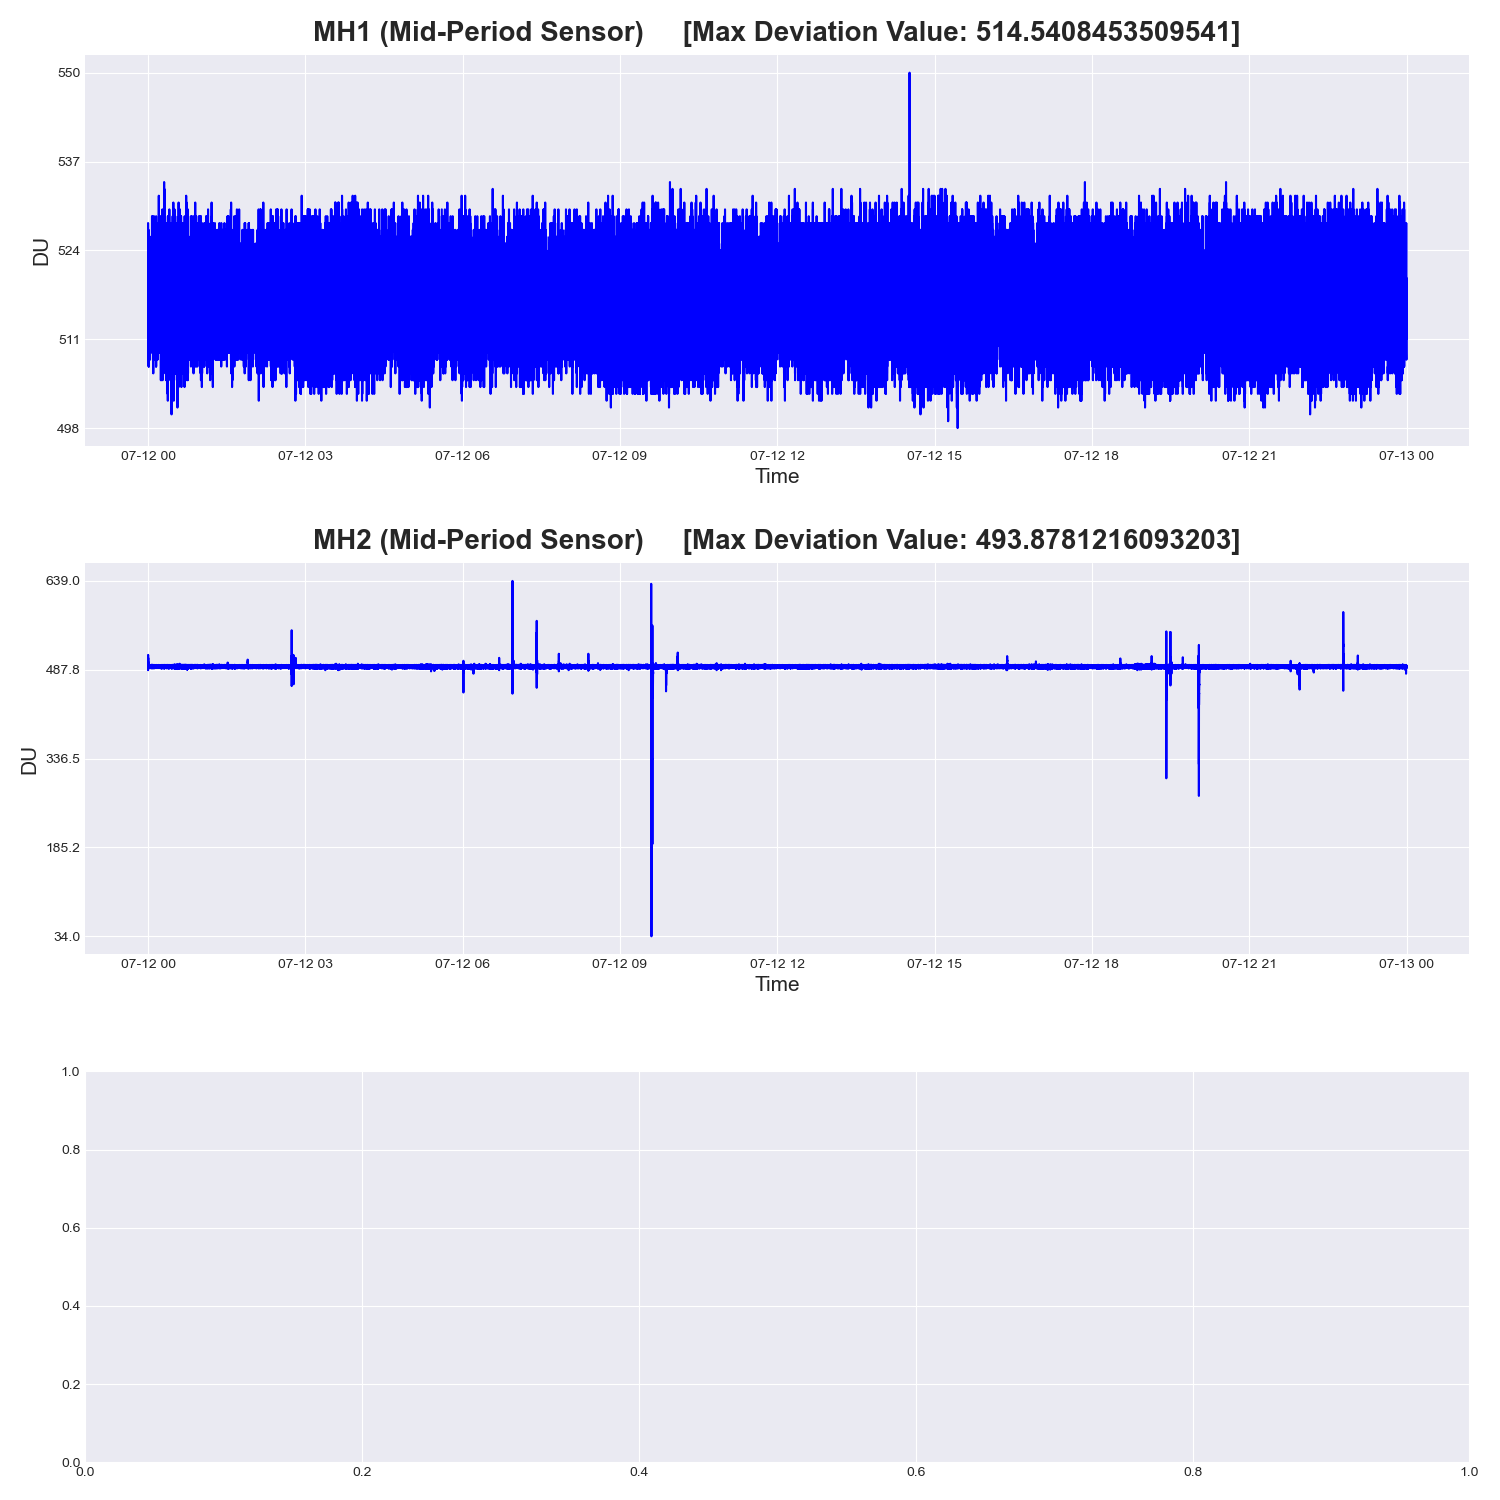 MH1 (Mid-Period Sensor) [Max Deviation Value: 514.5408453509541]
550
537
524
511
498
DU
07-12 00 07-12 03 07-12 06 07-12 09 07-12 12 07-12 15 07-12 18 07-12 21 07-13 00
Time
MH2 (Mid-Period Sensor) [Max Deviation Value: 493.8781216093203]
639.0
487.8
336.5
185.2
34.0
DU
07-12 00 07-12 03 07-12 06 07-12 09 07-12 12 07-12 15 07-12 18 07-12 21 07-13 00
Time
1.0
0.8
0.6
0.4
0.2
0.0
0.0 0.2 0.4 0.6 0.8 1.0